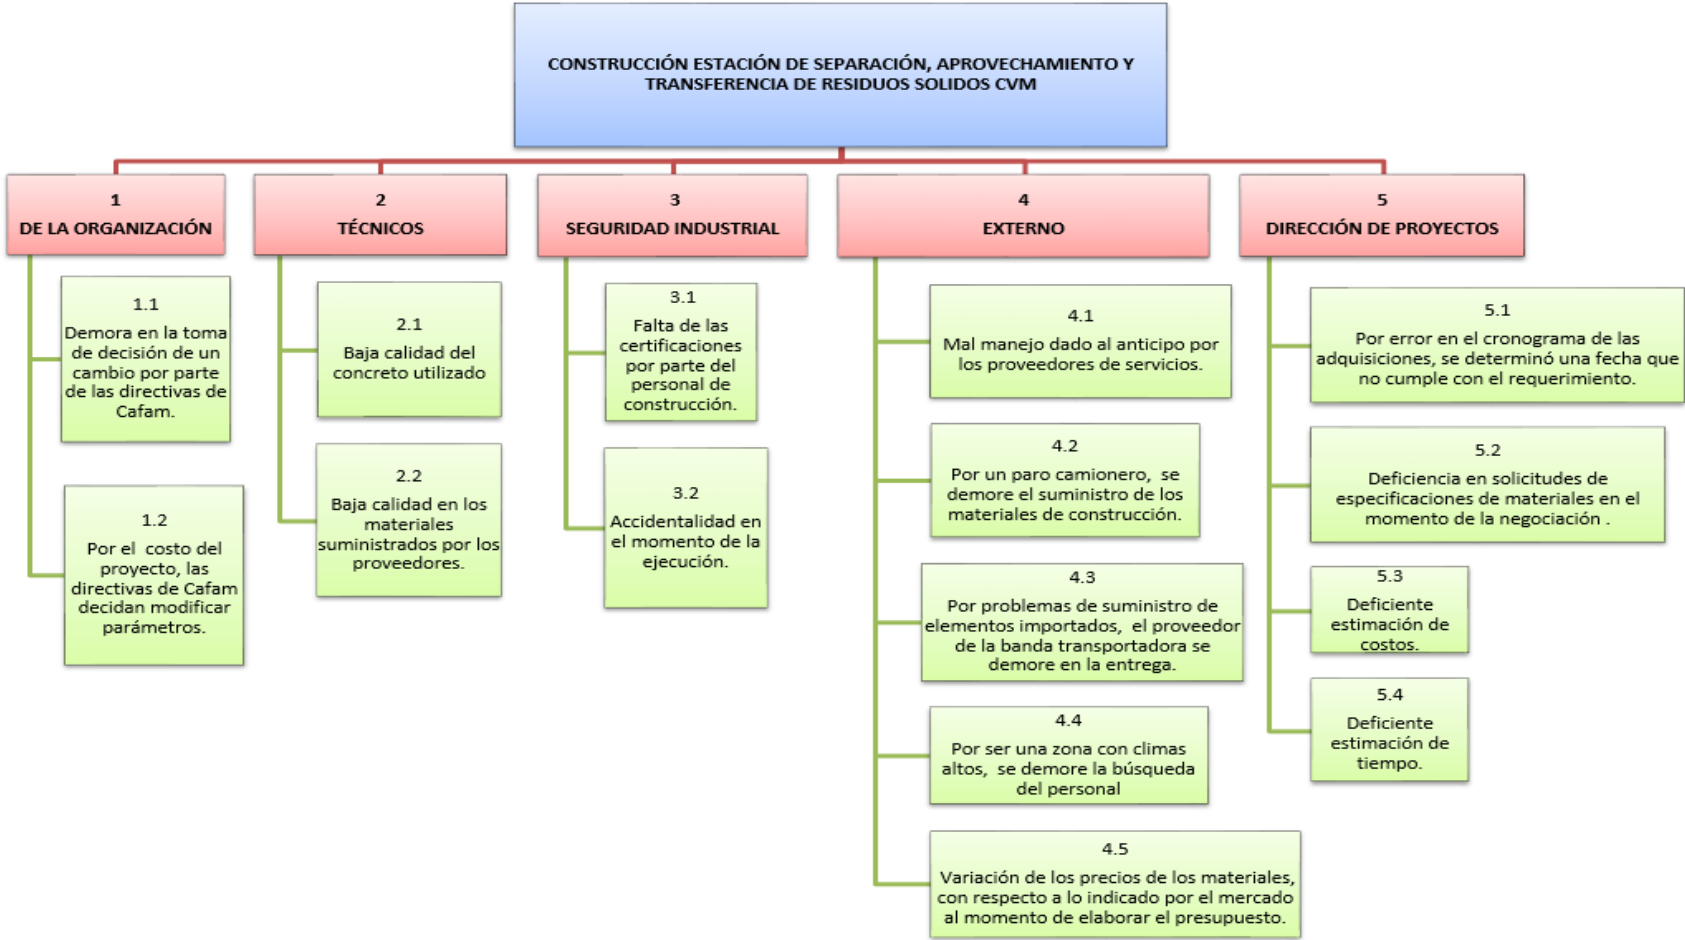 CONSTRUCCIÓN ESTACIÓN DE SEPARACIÓN, APROVECHAMIENTO Y
TRANSFERENCIA DE RESIDUOS SOLIDOS CVM
1
DE LA ORGANIZACIÓN
1.1
Demora en la toma
de decisión de un
cambio por parte
de las directivas de
Cafam.
1.2
Por el costo del
proyecto, las
directivas de Cafam
decidan modificar
parámetros.
2
TÉCNICOS
2.1
Baja calidad del
concreto utilizado
2.2
Baja calidad en los
materiales
suministrados por los
proveedores.
3
SEGURIDAD INDUSTRIAL
3.1
Falta de las
certificaciones
por parte del
personal de
construcción.
3.2
Accidentalidad en
el momento de la
ejecución.
4
EXTERNO
4.1
Mal manejo dado al anticipo por
los proveedores de servicios.
4.2
Por un paro camionero, se
demore el suministro de los
materiales de construcción.
4.3
Por problemas de suministro de
elementos importados, el proveedor
de la banda transportadora se
demore en la entrega.
4.4
Por ser una zona con climas
altos, se demore la búsqueda
del personal
4.5
Variación de los precios de los materiales,
con respecto a lo indicado por el mercado
al momento de elaborar el presupuesto.
5
DIRECCIÓN DE PROYECTOS
5.1
Por error en el cronograma de las
adquisiciones, se determinó una fecha que
no cumple con el requerimiento.
5.2
Deficiencia en solicitudes de
especificaciones de materiales en el
momento de la negociación .
5.3
Deficiente
estimación de
costos.
5.4
Deficiente
estimación de
tiempo.